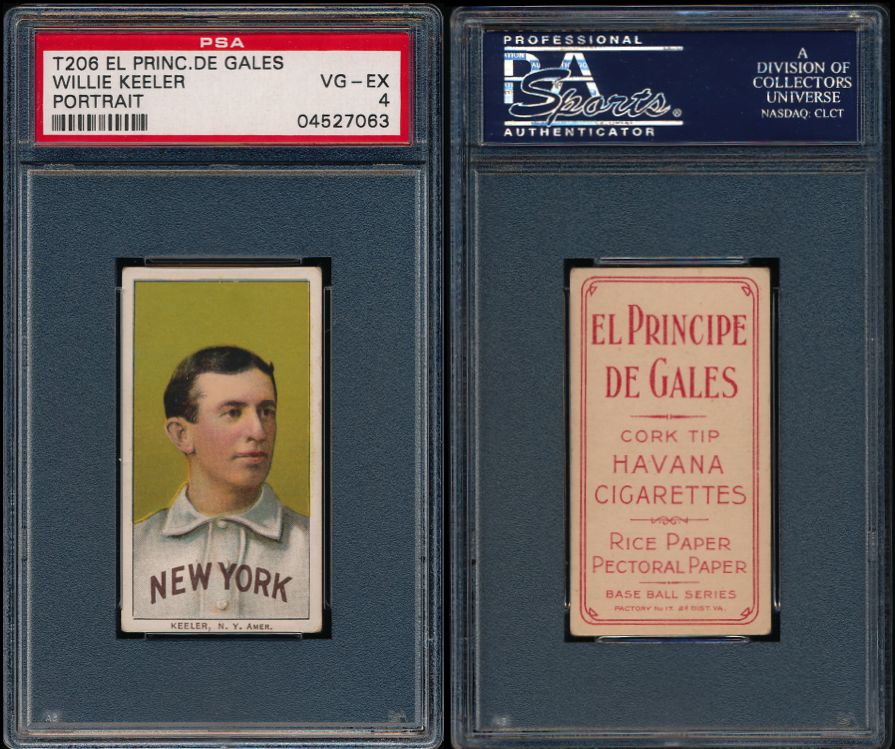 PSA
T206 EL PRINC.DE GALES
WILLIE KEELER VG-EX
PORTRAIT 4
04527063
NEW YORK
KEELER, N. Y. AMER.
PROFESSIONAL
PSA
Sports®
AUTHENTICATOR
A
DIVISION OF
COLLECTORS
UNIVERSE
NASDAQ: CLCT
EL PRINCIPE
DE GALES
CORK TIP
HAVANA
CIGARETTES
RICE PAPER
PECTORAL PAPER
BASE BALL SERIES
FACTORY No 17. 2d DIST. VA.